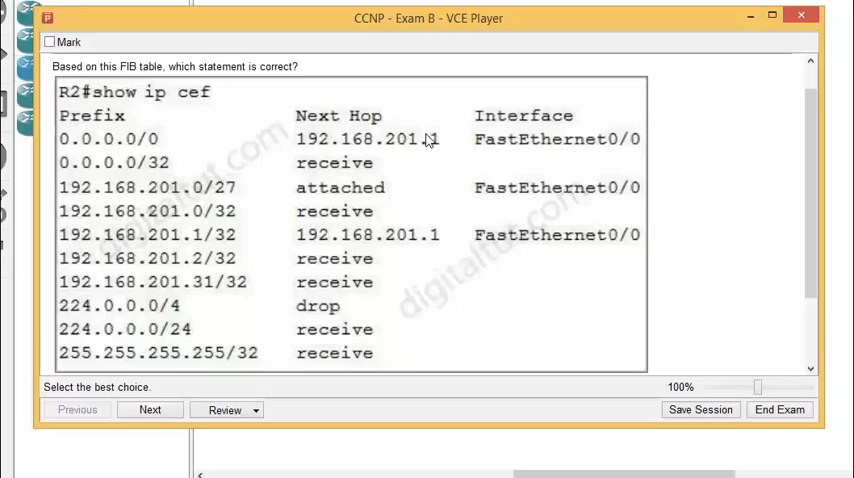 CCNP - Exam B - VCE Player
Mark
Based on this FIB table, which statement is correct?
R2#show ip cef
Prefix Next Hop Interface
0.0.0.0/0 192.168.201.1 FastEthernet0/0
0.0.0.0/32 receive
192.168.201.0/27 attached FastEthernet0/0
192.168.201.0/32 receive
192.168.201.1/32 192.168.201.1 FastEthernet0/0
192.168.201.2/32 receive
192.168.201.31/32 receive
224.0.0.0/4 drop
224.0.0.0/24 receive
255.255.255.255/32 receive
digitaltut.com
digitaltut.com
Select the best choice. 100%
Previous Next Review Save Session End Exam